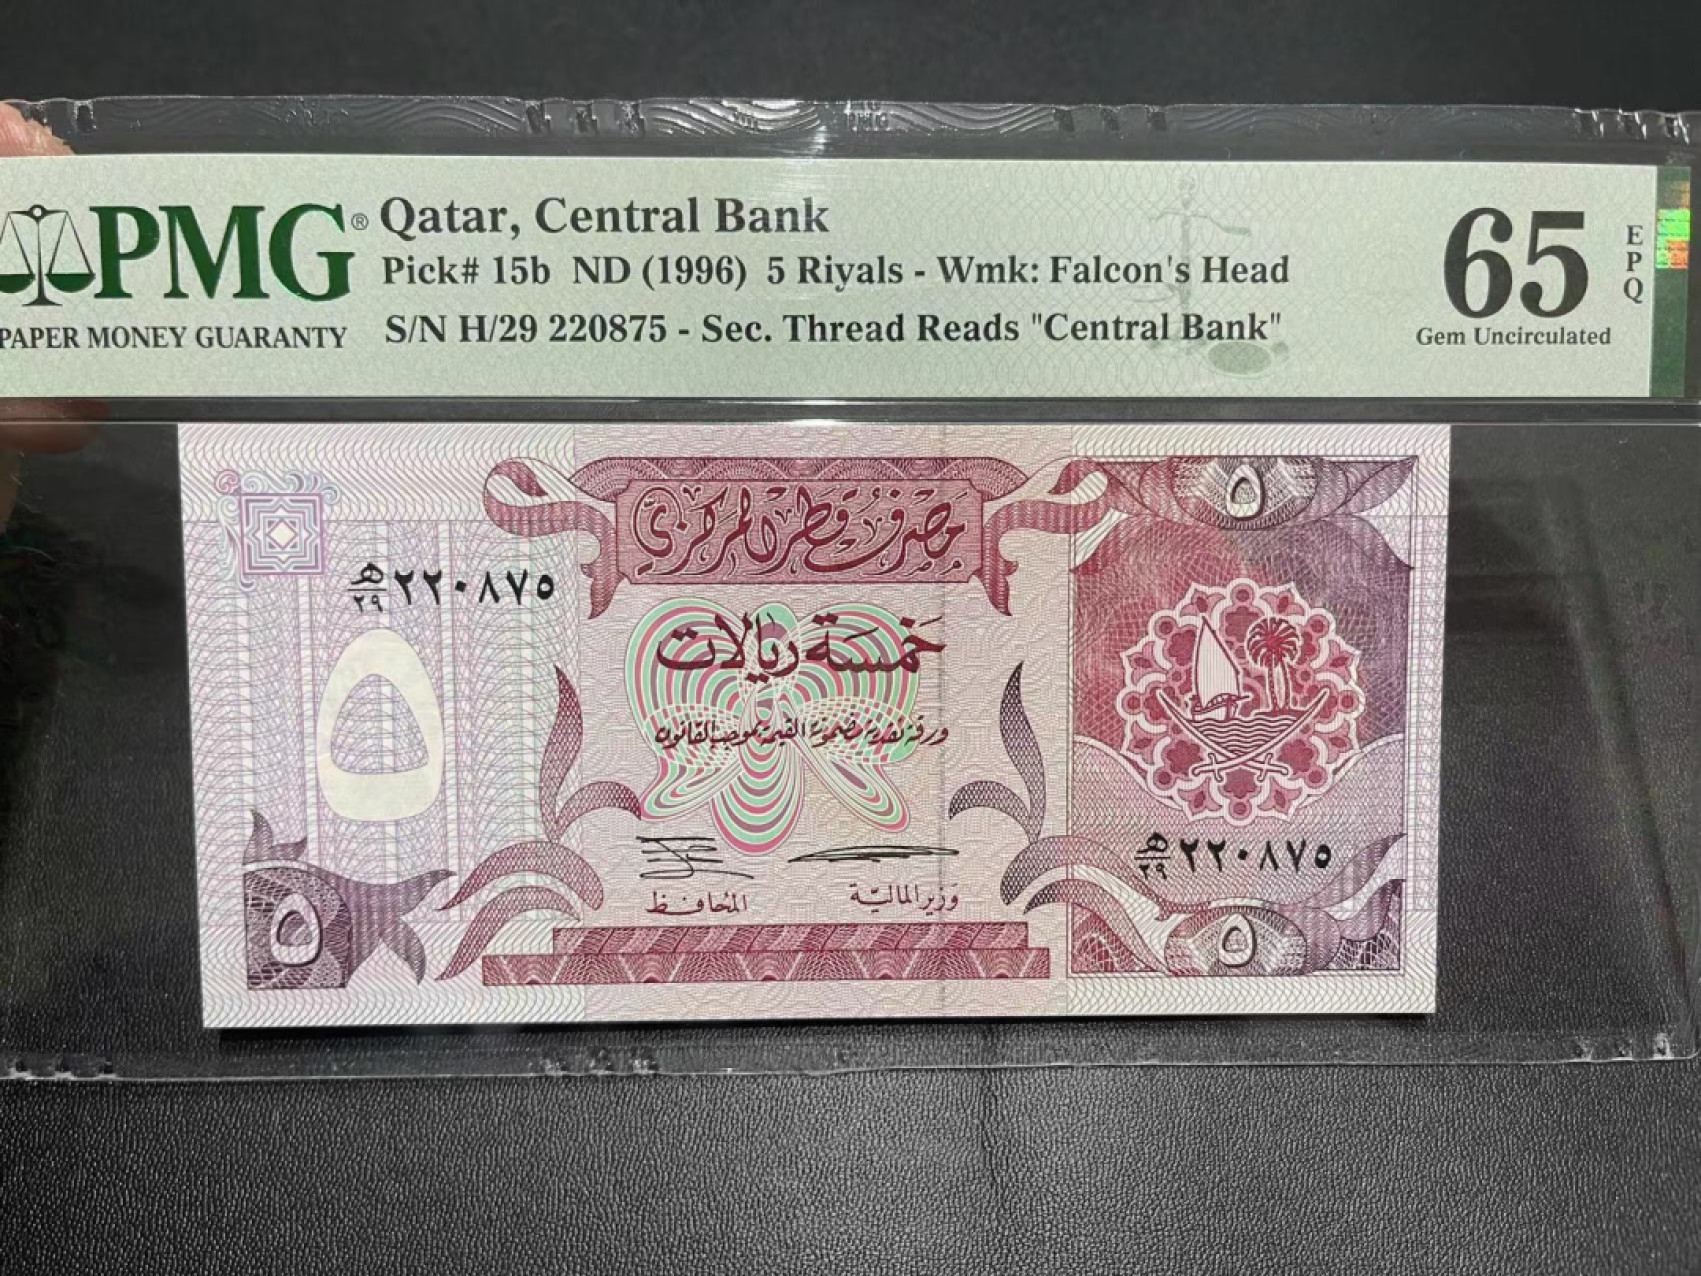 PMG®
PAPER MONEY GUARANTY
Qatar, Central Bank
Pick# 15b ND (1996) 5 Riyals - Wmk: Falcon's Head
S/N H/29 220875 - Sec. Thread Reads "Central Bank"
65
EPQ
Gem Uncirculated
مصرف قطر المركزي
٥
ه/٢٩ ٢٢٠٨٧٥
خمسة ريالات
٥
ورقة نقدية مضمونة القيمة بموجب القانون
ه/٢٩ ٢٢٠٨٧٥
وزير المالية
المحافظ
٥
٥